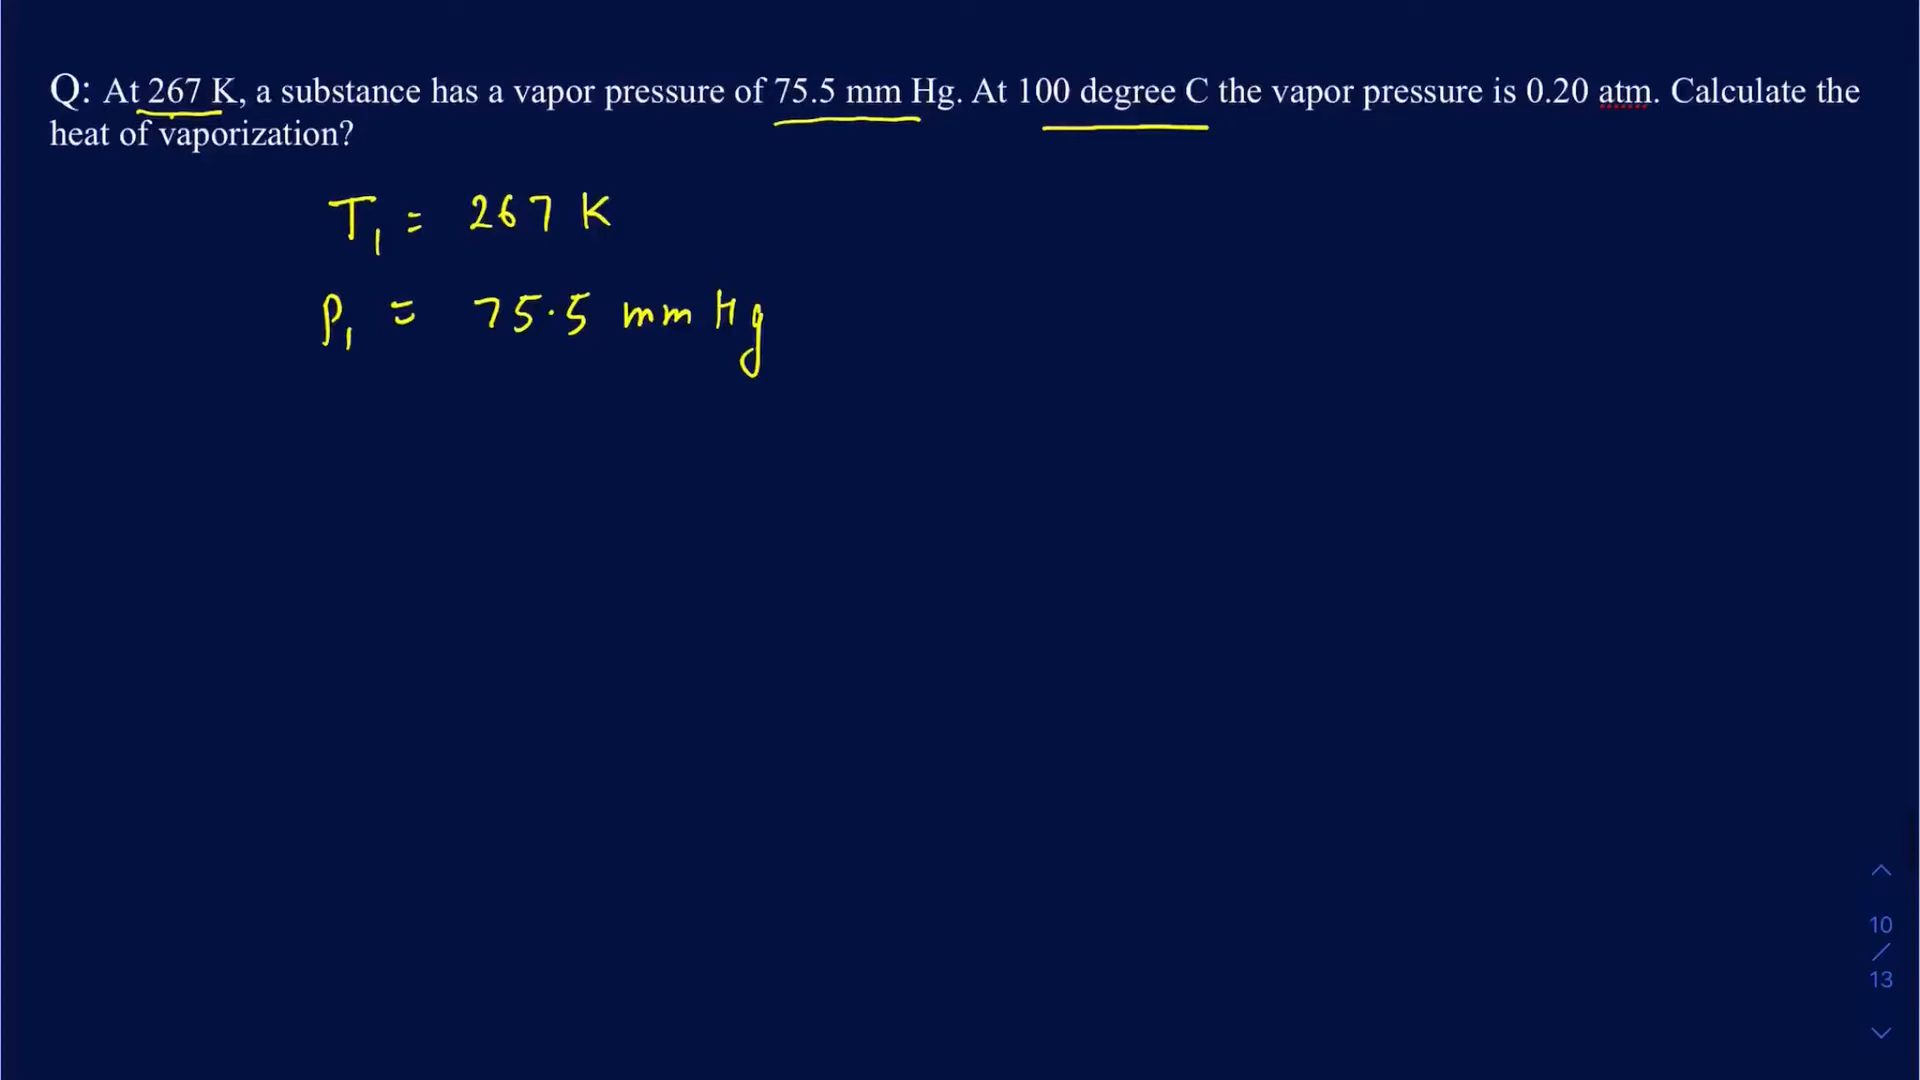 Q: At 267 K, a substance has a vapor pressure of 75.5 mm Hg. At 100 degree C the vapor pressure is 0.20 atm. Calculate the
heat of vaporization?
T₁ = 267 K
P₁ = 75.5 mm Hg
10
/
13